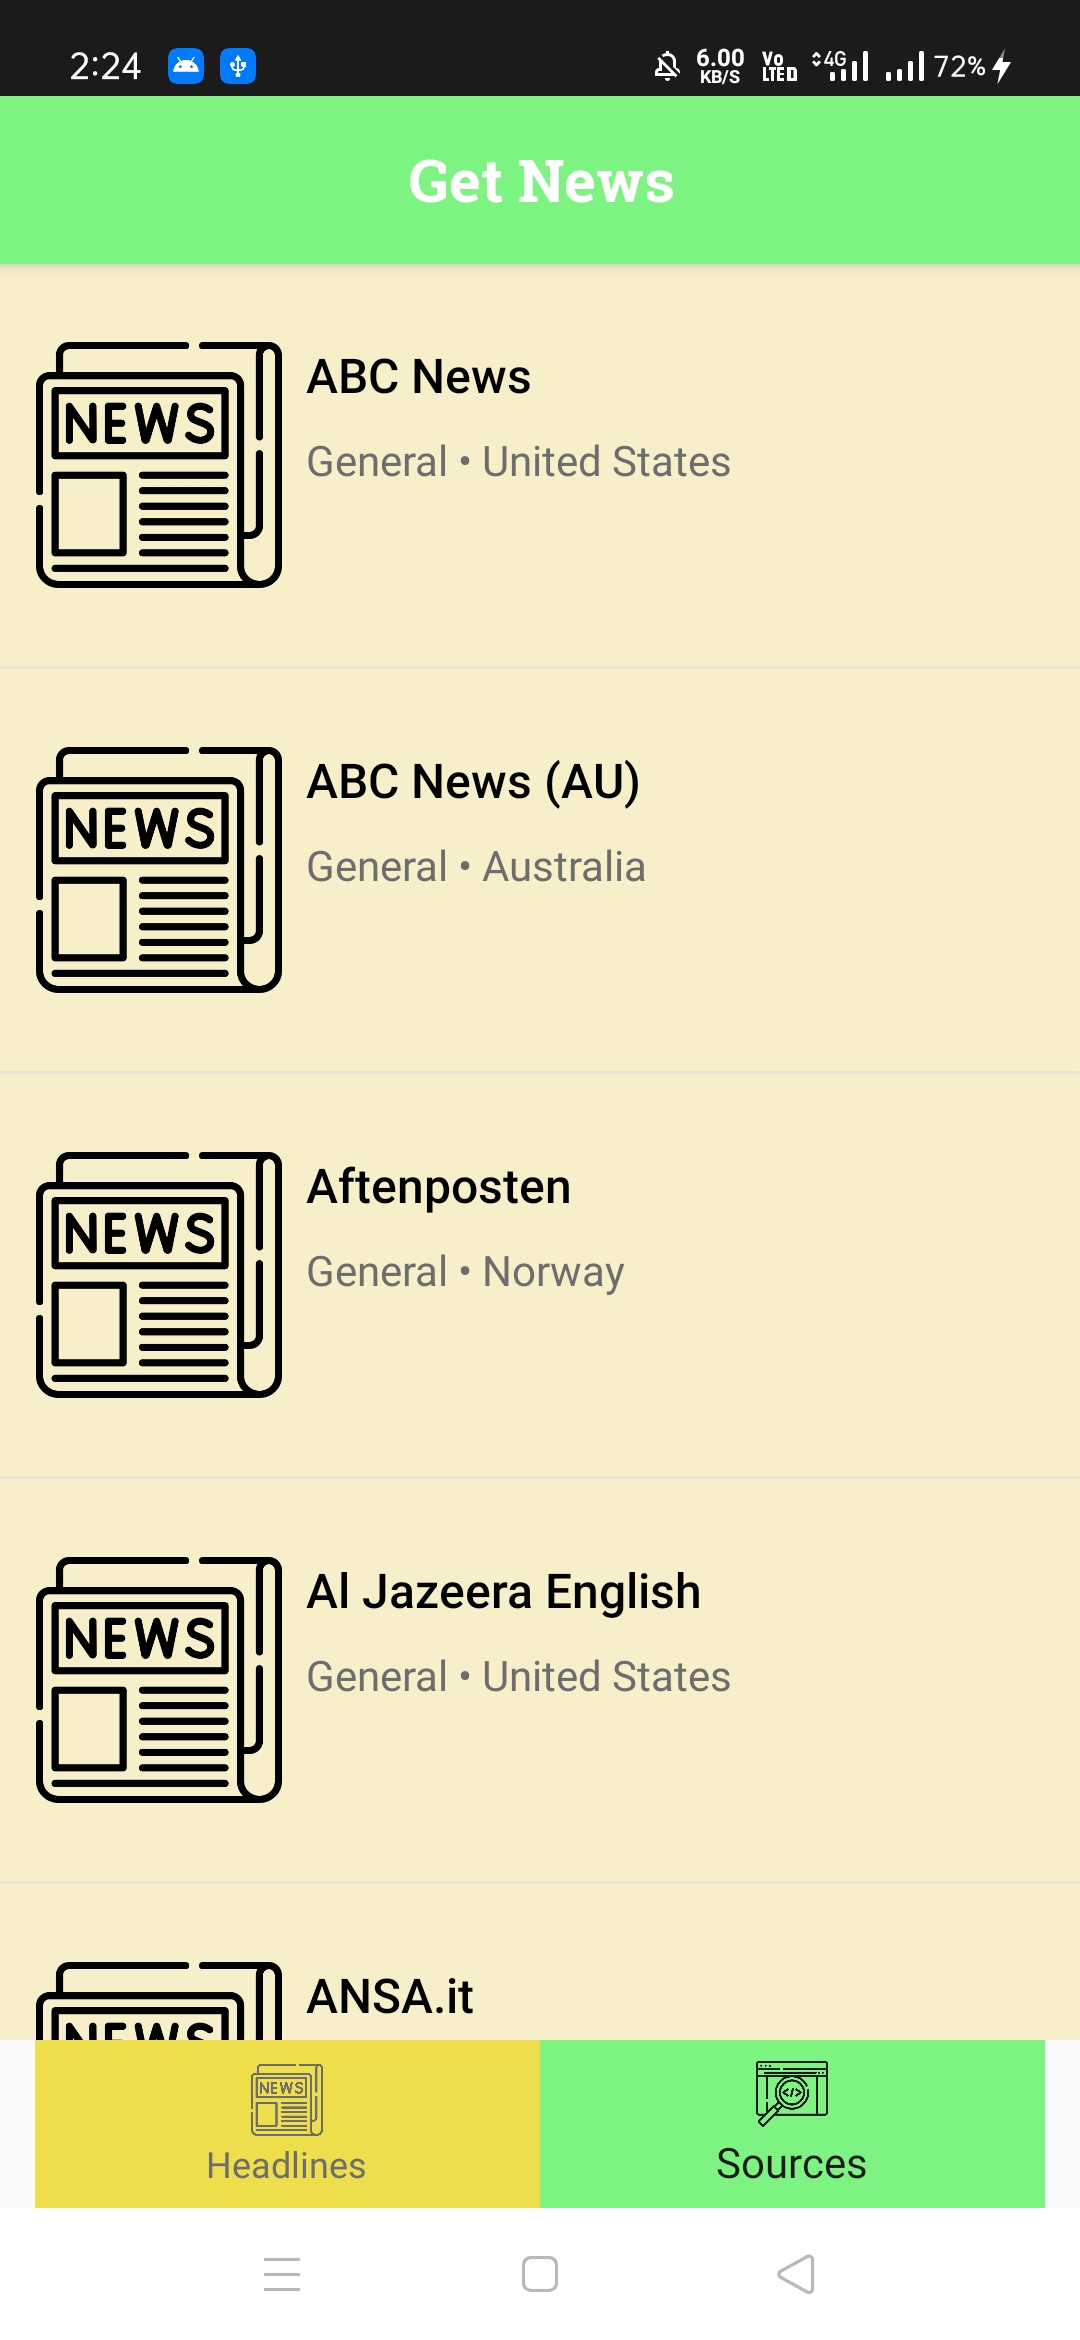 2:24 6.00 KB/S Vo LTE D 4G 72%
Get News
NEWS
ABC News
General • United States
NEWS
ABC News (AU)
General • Australia
NEWS
Aftenposten
General • Norway
NEWS
Al Jazeera English
General • United States
NEWS
ANSA.it
NEWS
Headlines
</>
Sources